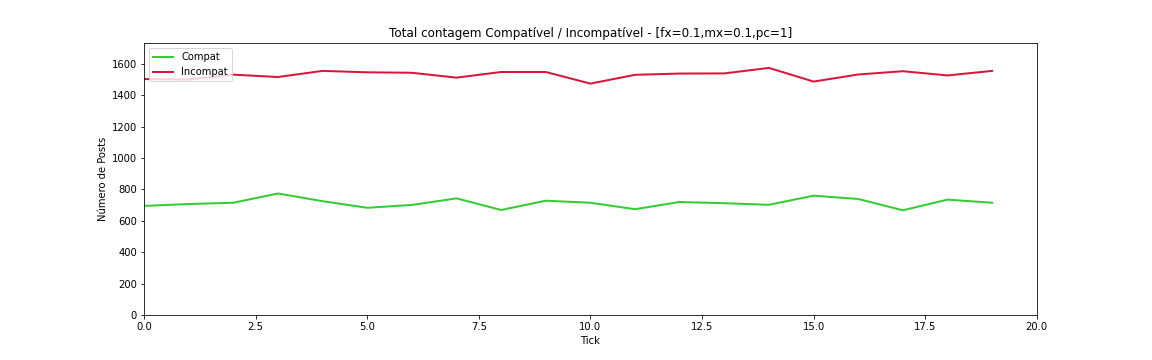 Total contagem Compatível / Incompatível - [fx=0.1,mx=0.1,pc=1]
Compat
Incompat
Número de Posts
1600
1400
1200
1000
800
600
400
200
0
0.0 2.5 5.0 7.5 10.0 12.5 15.0 17.5 20.0
Tick